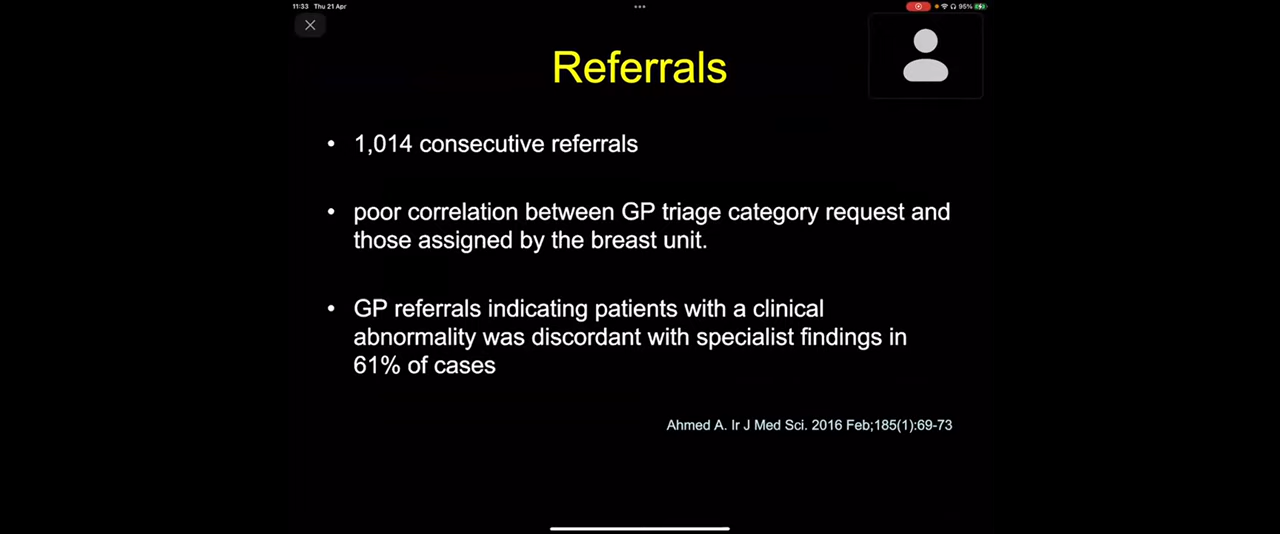 11:33 Thu 21 Apr
95%
Referrals
• 1,014 consecutive referrals
• poor correlation between GP triage category request and
those assigned by the breast unit.
• GP referrals indicating patients with a clinical
abnormality was discordant with specialist findings in
61% of cases
Ahmed A. Ir J Med Sci. 2016 Feb;185(1):69-73